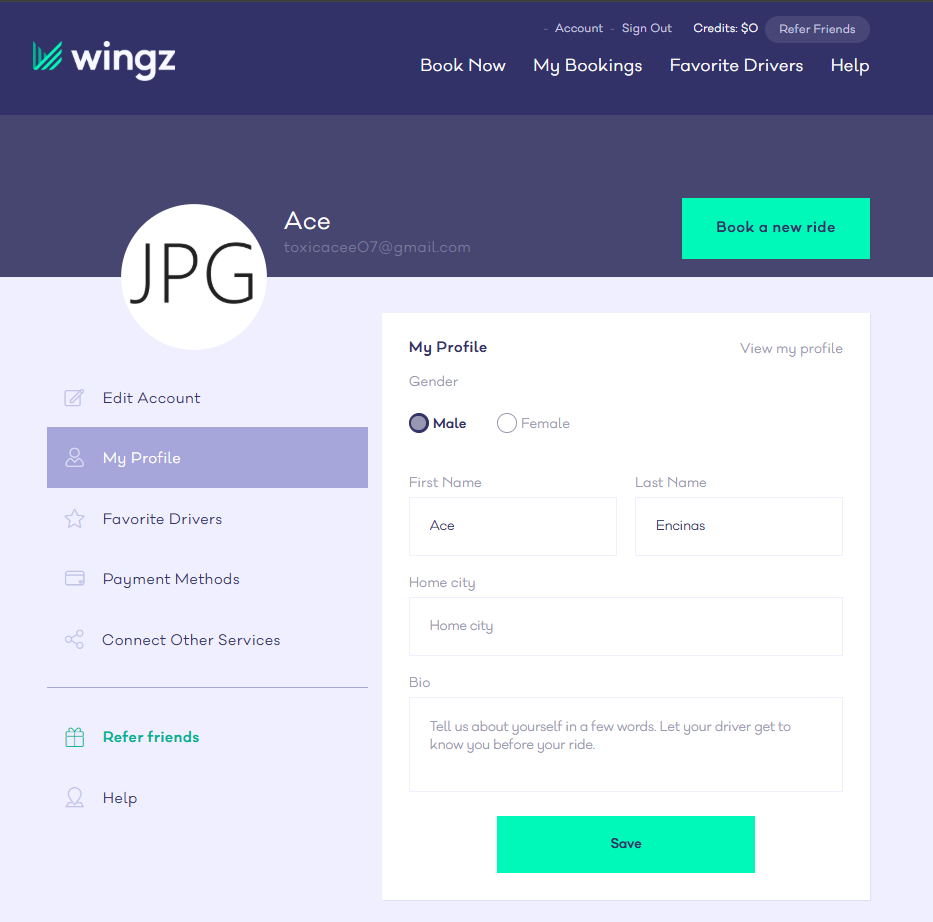 - Account - Sign Out Credits: $0 Refer Friends
wingz
Book Now My Bookings Favorite Drivers Help
Ace
toxicacee07@gmail.com
Book a new ride
JPG
Edit Account
My Profile
Favorite Drivers
Payment Methods
Connect Other Services
Refer friends
Help
My Profile
View my profile
Gender
Male Female
First Name Last Name
Ace Encinas
Home city
Home city
Bio
Tell us about yourself in a few words. Let your driver get to
know you before your ride.
Save